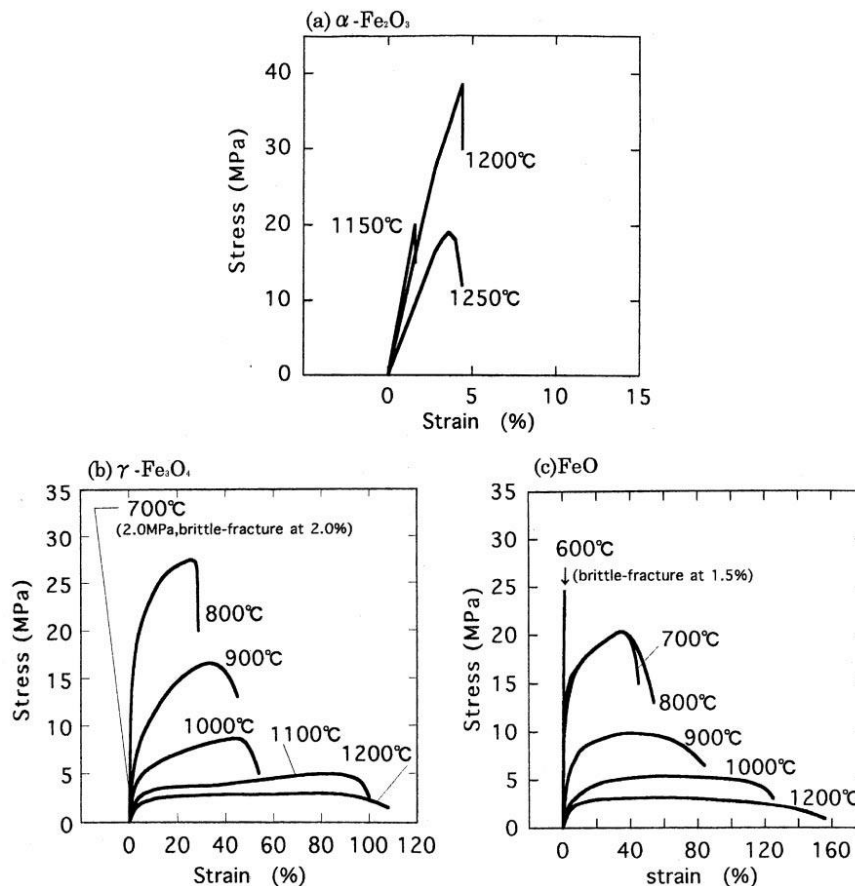 (a) α-Fe₂O₃
40
30
20
10
0
Stress (MPa)
1150℃
1200℃
1250℃
0 5 10 15
Strain (%)
(b) γ-Fe₃O₄
35
30
25
20
15
10
5
0
Stress (MPa)
700℃
(2.0MPa,brittle-fracture at 2.0%)
800℃
900℃
1000℃
1100℃
1200℃
0 20 40 60 80 100 120
Strain (%)
(c)FeO
35
30
25
20
15
10
5
0
Stress (MPa)
600℃
(brittle-fracture at 1.5%)
700℃
800℃
900℃
1000℃
1200℃
0 40 80 120 160
strain (%)